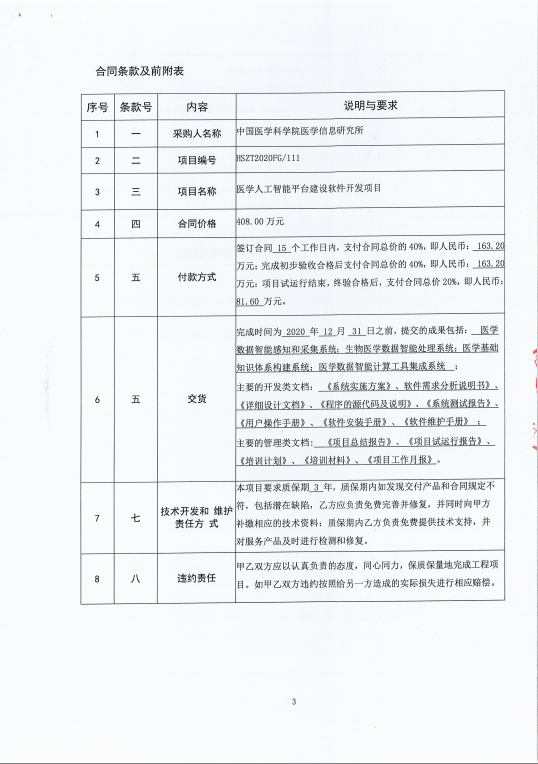 合同条款及前附表
序号 条款号 内容 说明与要求
1 一 采购人名称 中国医学科学院医学信息研究所
2 二 项目编号 HSZT2020FG/111
3 三 项目名称 医学人工智能平台建设软件开发项目
4 四 合同价格 408.00 万元
5 五 付款方式
签订合同 15 个工作日内，支付合同总价的 40%，即人民币：163.20
万元；完成初步验收合格后支付合同总价的 40%，即人民币：163.20
万元；项目试运行结束，终验合格后，支付合同总价 20%，即人民币：
81.60 万元。
6 五 交货
完成时间为 2020 年 12 月 31 日之前，提交的成果包括： 医学
数据智能感知和采集系统；生物医学数据智能处理系统；医学基础
知识体系构建系统；医学数据智能计算工具集成系统 ；
主要的开发类文档： 《系统实施方案》、软件需求分析说明书》、
《详细设计文档》、《程序的源代码及说明》、《系统测试报告》、
《用户操作手册》、《软件安装手册》、《软件维护手册》 ；
主要的管理类文档： 《项目总结报告》、《项目试运行报告》、
《培训计划》、《培训材料》、《项目工作月报》。
7 七 技术开发和 维护
责任方 式
本项目要求质保期 3 年，质保期内如发现交付产品和合同规定不
符，包括潜在缺陷，乙方应负责免费完善并修复，并同时向甲方
补缴相应的技术资料；质保期内乙方负责免费提供技术支持，并
对服务产品及时进行检测和修复。
8 八 违约责任
甲乙双方应以认真负责的态度，同心同力，保质保量地完成工程项
目。如甲乙双方违约按照给另一方造成的实际损失进行相应赔偿。
3